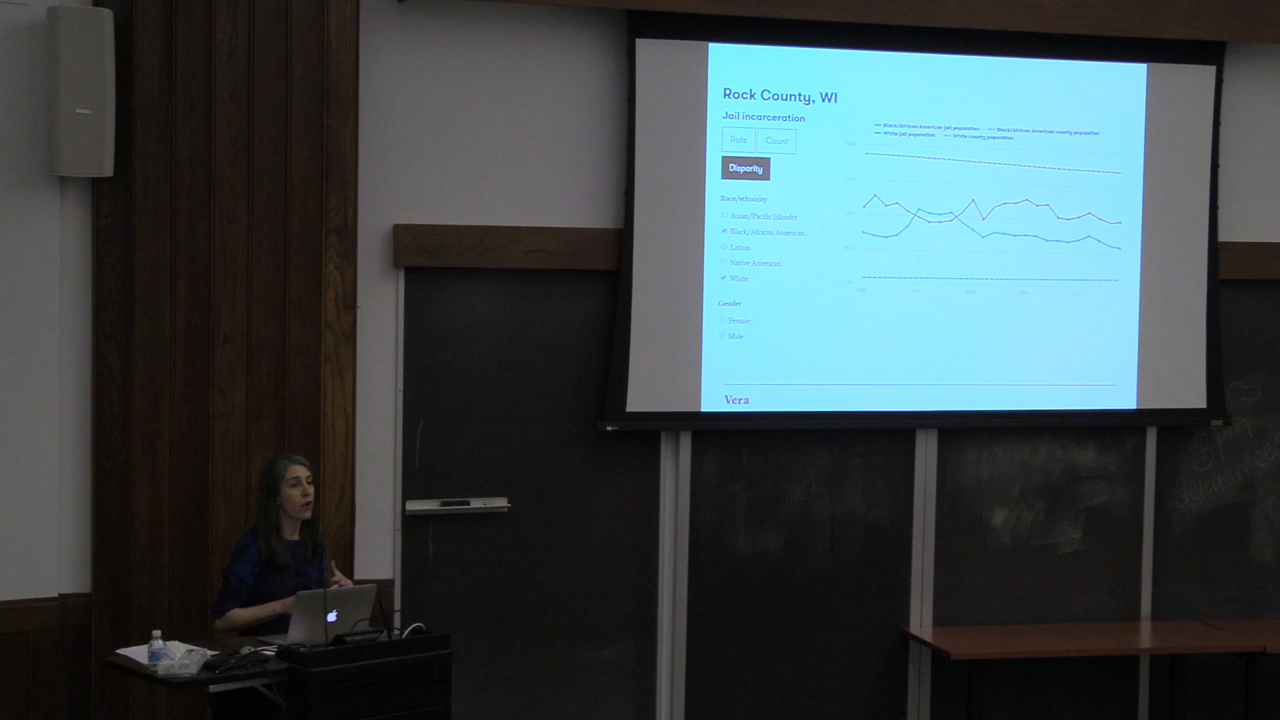 Rock County, WI
Jail incarceration
Rate Count
Disparity
Race/ethnicity
Asian/Pacific Islander
Black/African American
Latino
Native American
White
Gender
Female
Male
Black/African American jail population Black/African American county population
White jail population White county population
Vera